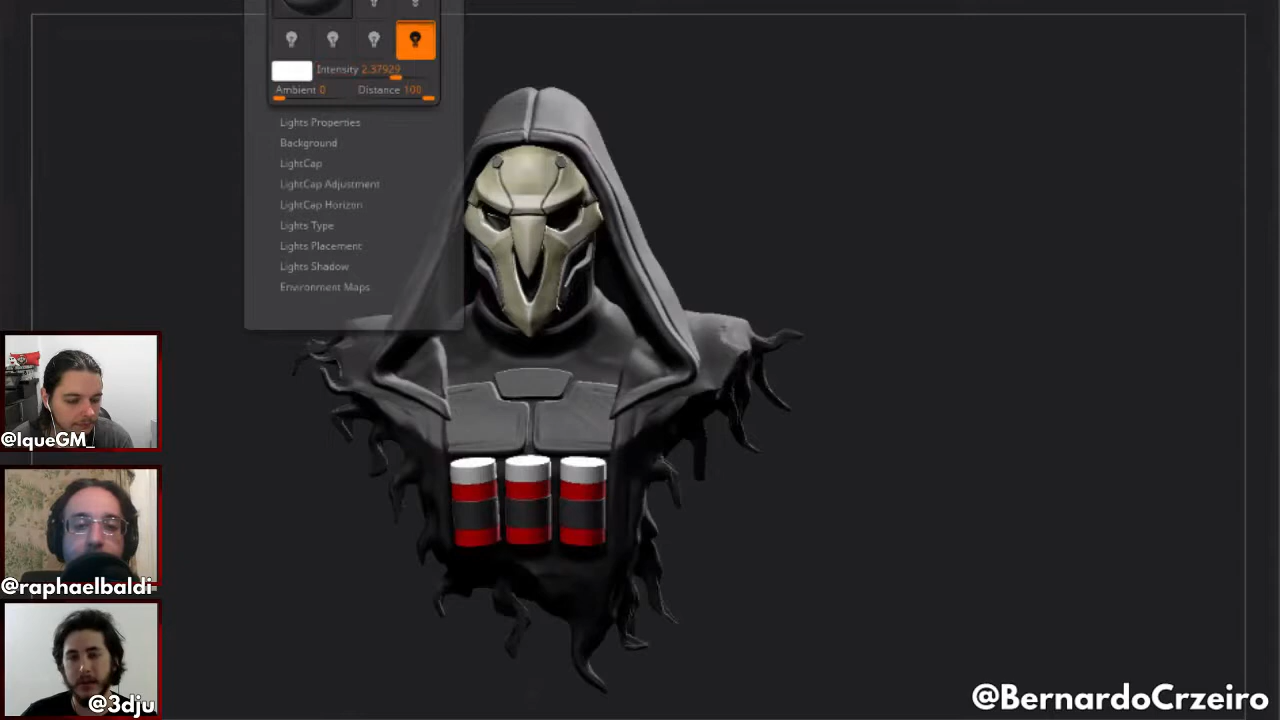 Intensity 2.37929
Ambient 0 Distance 100
Lights Properties
Background
LightCap
LightCap Adjustment
LightCap Horizon
Lights Type
Lights Placement
Lights Shadow
Environment Maps
@IqueGM_
@raphaelbaldi
@3dju
@BernardoCrzeiro